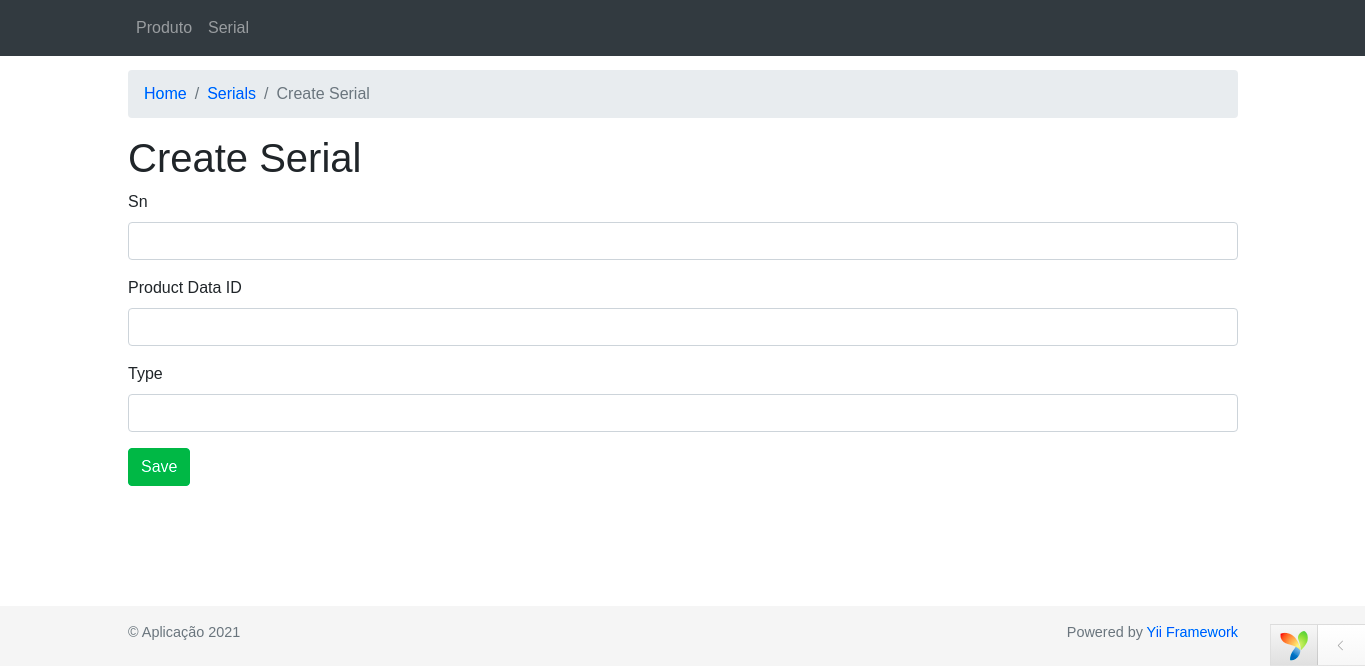 Produto Serial
Home / Serials / Create Serial
Create Serial
Sn
Product Data ID
Type
Save
© Aplicação 2021 Powered by Yii Framework